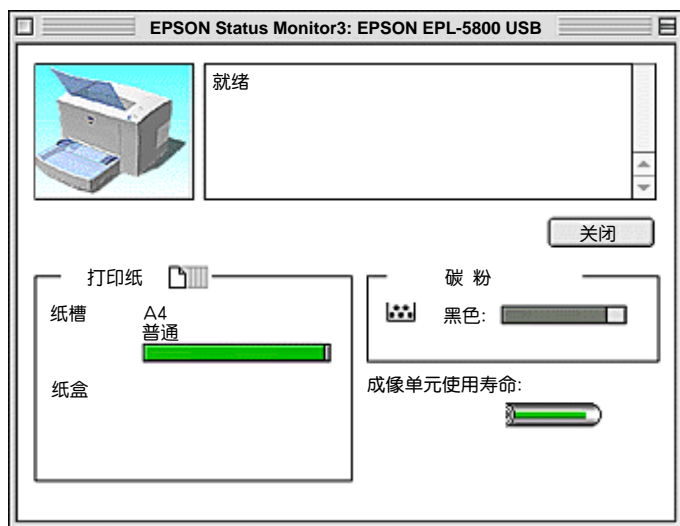 EPSON Status Monitor3: EPSON EPL-5800 USB
就绪
关闭
打印纸
纸槽 A4
普通
纸盒
碳 粉
黑色:
成像单元使用寿命: